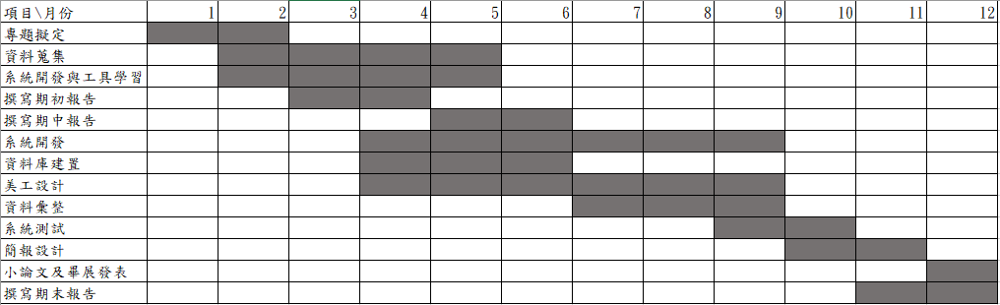 項目\月份 1 2 3 4 5 6 7 8 9 10 11 12
專題擬定
資料蒐集
系統開發與工具學習
撰寫期初報告
撰寫期中報告
系統開發
資料庫建置
美工設計
資料彙整
系統測試
簡報設計
小論文及畢展發表
撰寫期末報告